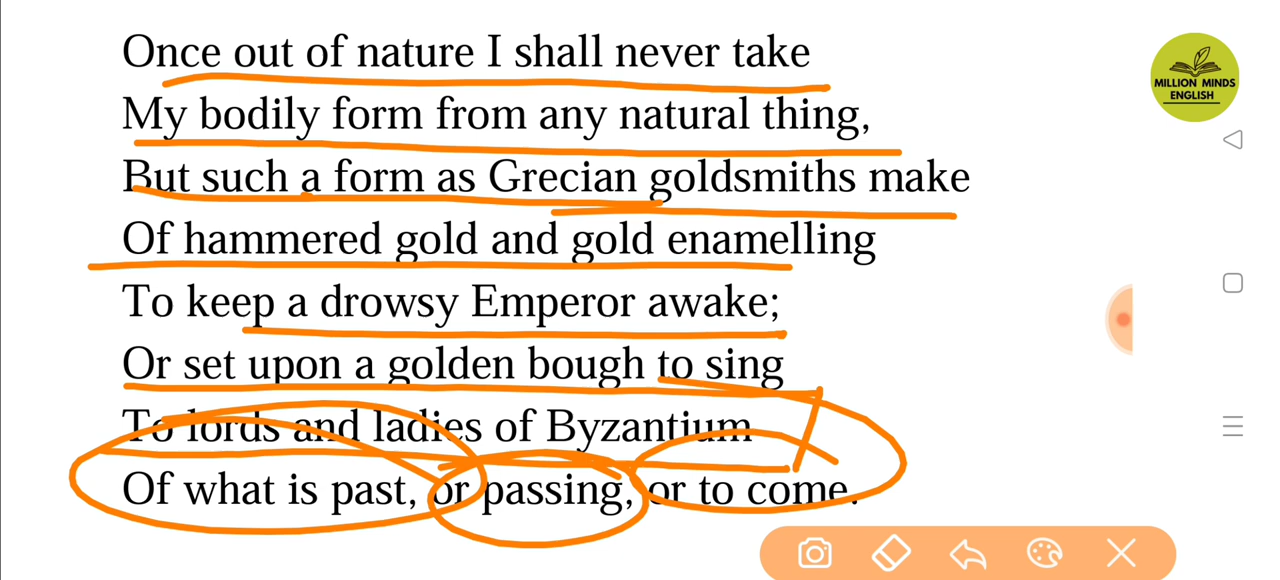 Once out of nature I shall never take
My bodily form from any natural thing,
But such a form as Grecian goldsmiths make
Of hammered gold and gold enamelling
To keep a drowsy Emperor awake;
Or set upon a golden bough to sing
To lords and ladies of Byzantium
Of what is past, or passing, or to come.
MILLION MINDS
ENGLISH